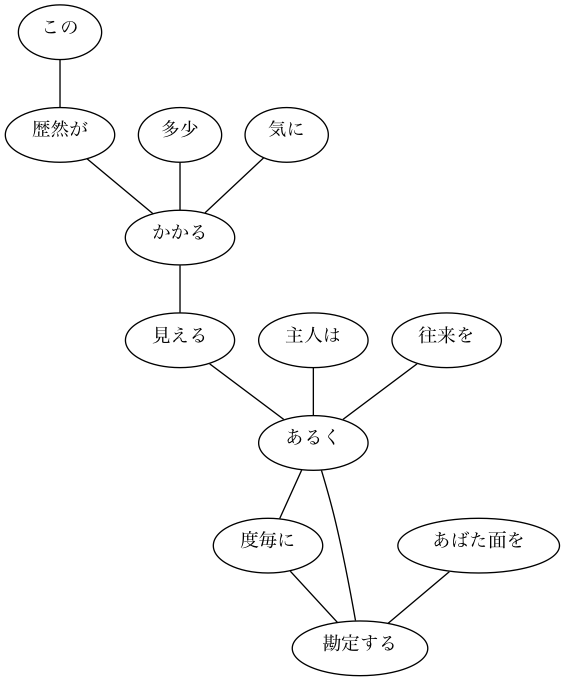 この
歴然が
多少
気に
かかる
見える
主人は
往来を
あるく
度毎に
あばた面を
勘定する